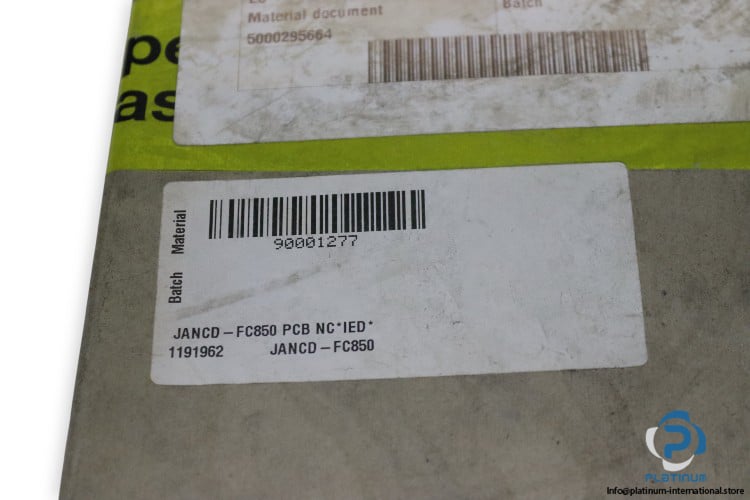 Material document
Batch
5000295664
pe
as
Material
Batch
90001277
JANCD-FC850 PCB NC*IED*
1191962 JANCD-FC850
PLATINUM
Info@platinum-international.store